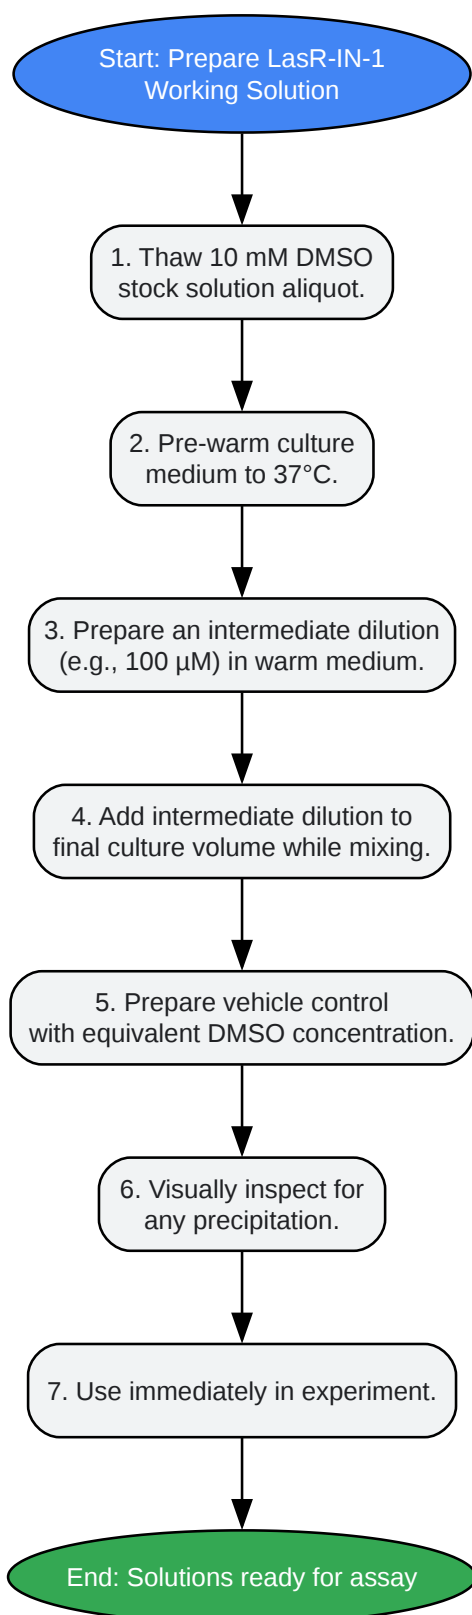 Start: Prepare LasR-IN-1
Working Solution
1. Thaw 10 mM DMSO
stock solution aliquot.
2. Pre-warm culture
medium to 37°C.
3. Prepare an intermediate dilution
(e.g., 100 µM) in warm medium.
4. Add intermediate dilution to
final culture volume while mixing.
5. Prepare vehicle control
with equivalent DMSO concentration.
6. Visually inspect for
any precipitation.
7. Use immediately in experiment.
End: Solutions ready for assay